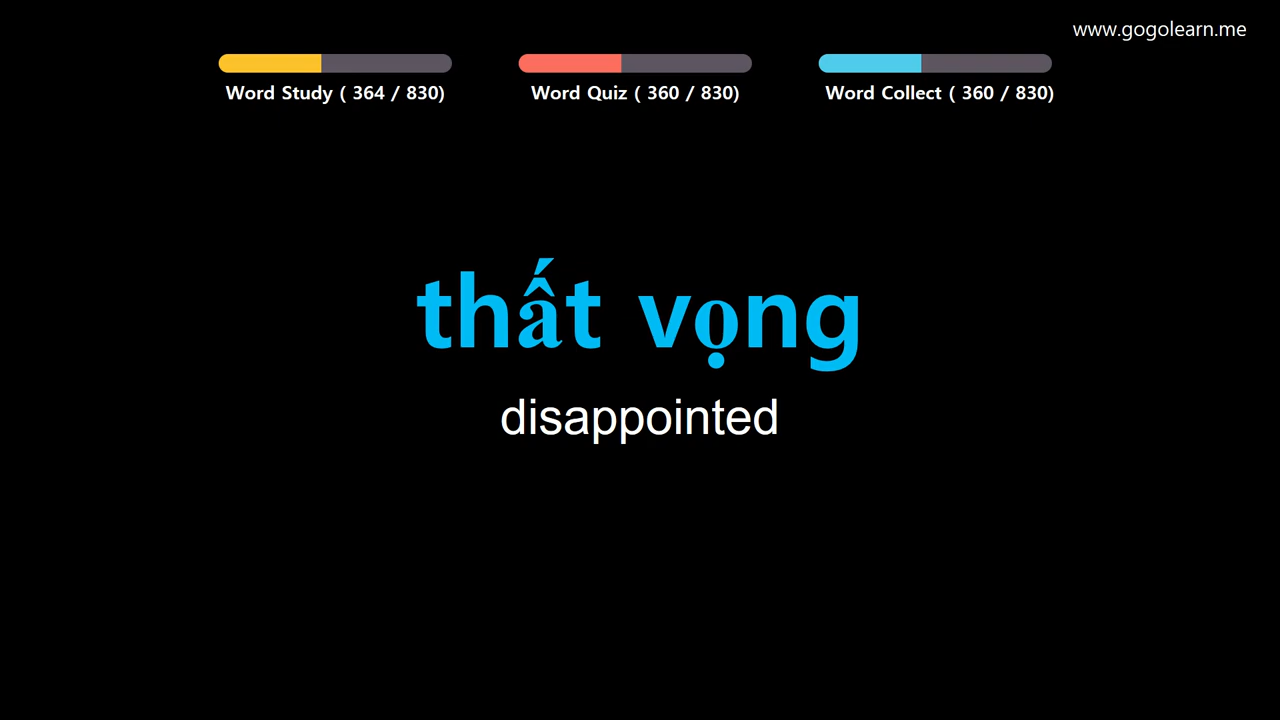 www.gogolearn.me
Word Study ( 364 / 830)
Word Quiz ( 360 / 830)
Word Collect ( 360 / 830)
thất vọng
disappointed